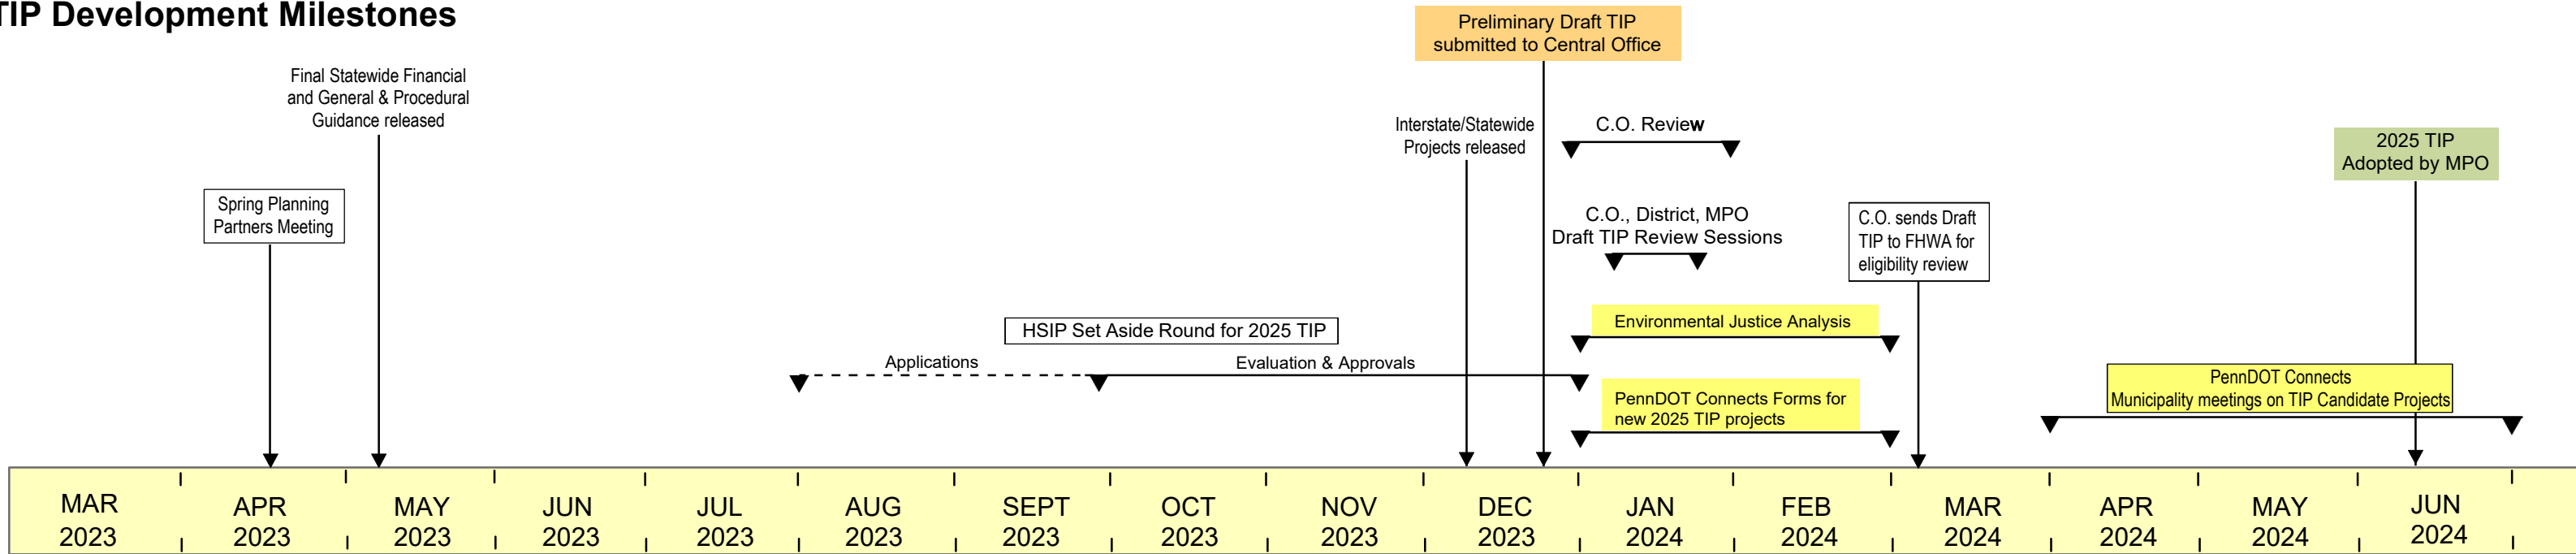 TIP Development Milestones
Preliminary Draft TIP
submitted to Central Office
Final Statewide Financial
and General & Procedural
Guidance released
Interstate/Statewide
Projects released
C.O. Review
2025 TIP
Adopted by MPO
Spring Planning
Partners Meeting
C.O., District, MPO
Draft TIP Review Sessions
C.O. sends Draft
TIP to FHWA for
eligibility review
HSIP Set Aside Round for 2025 TIP
Environmental Justice Analysis
Applications
Evaluation & Approvals
PennDOT Connects Forms for
new 2025 TIP projects
PennDOT Connects
Municipality meetings on TIP Candidate Projects
MAR
2023
APR
2023
MAY
2023
JUN
2023
JUL
2023
AUG
2023
SEPT
2023
OCT
2023
NOV
2023
DEC
2023
JAN
2024
FEB
2024
MAR
2024
APR
2024
MAY
2024
JUN
2024